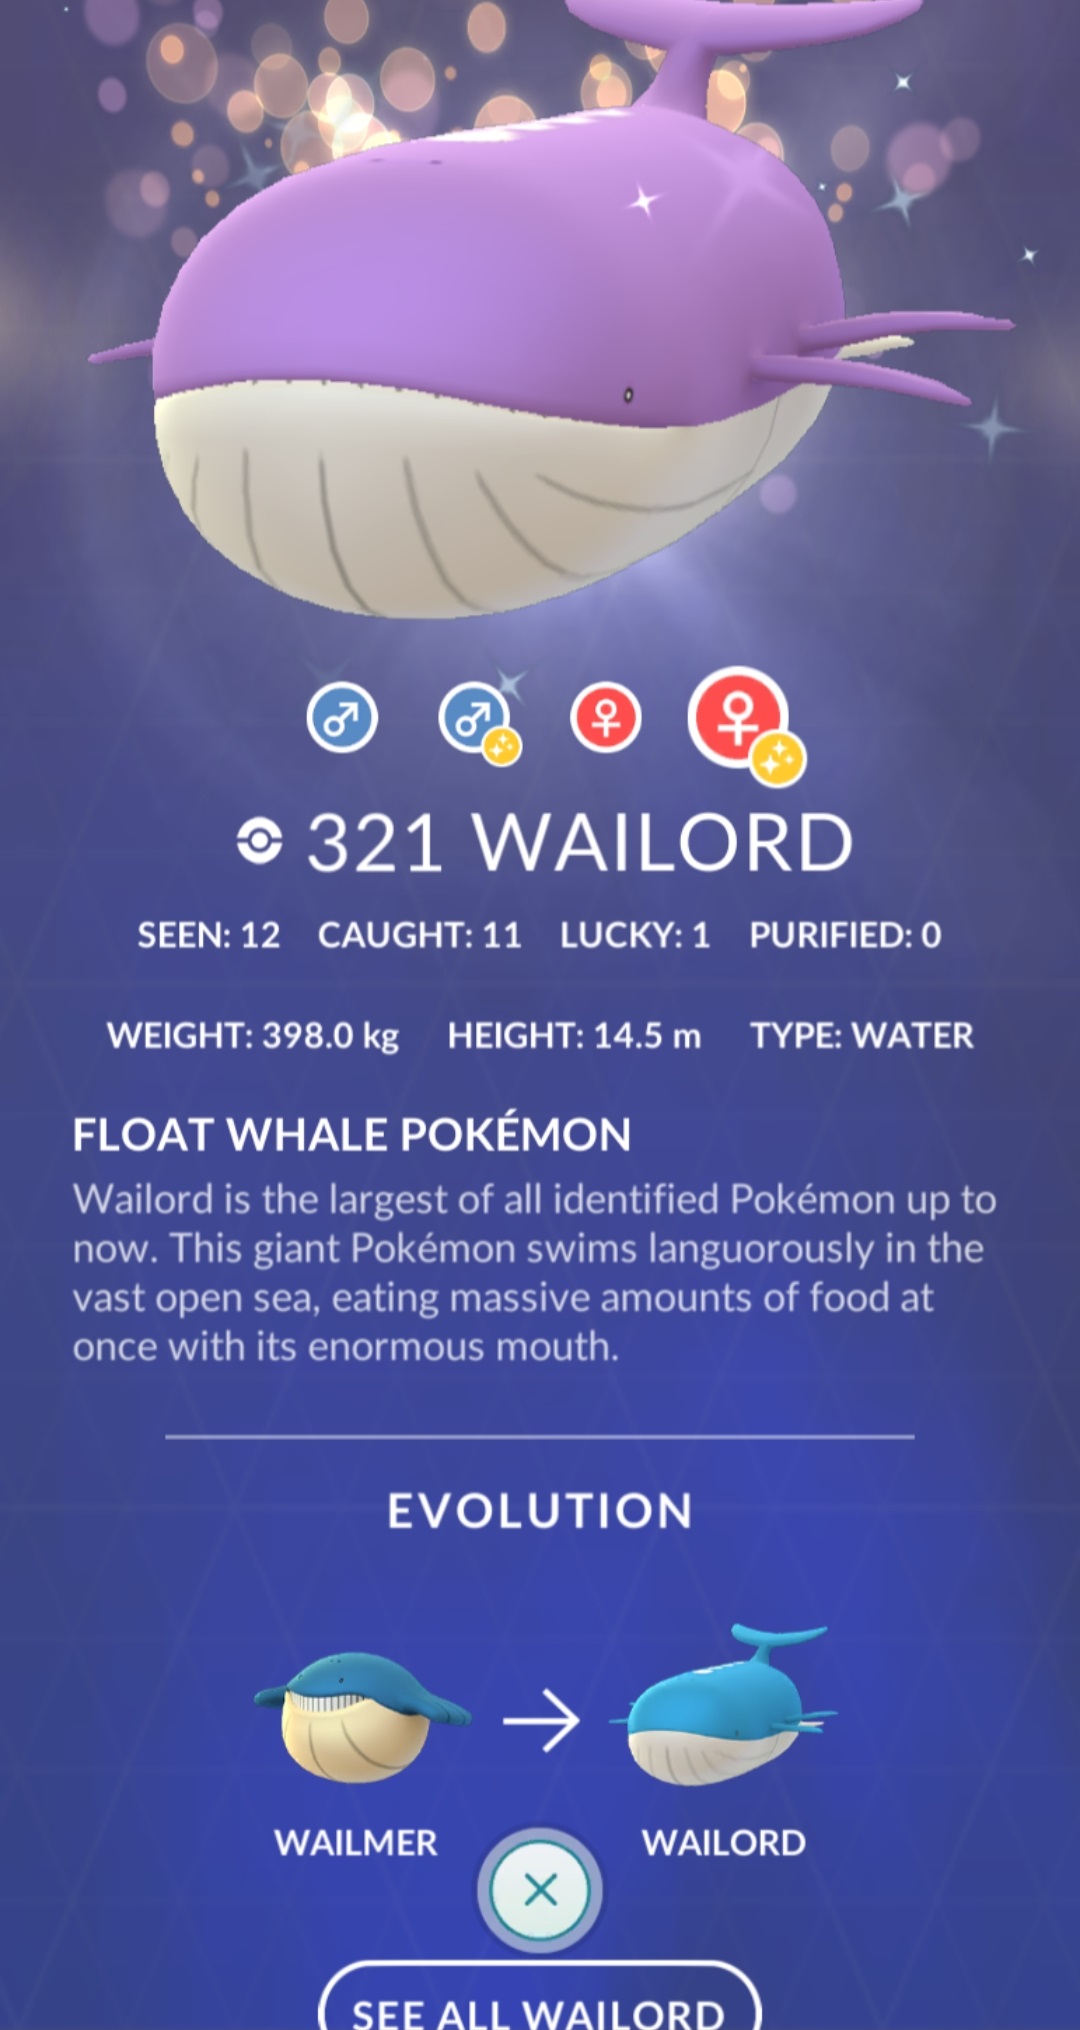 321 WAILORD
SEEN: 12 CAUGHT: 11 LUCKY: 1 PURIFIED: 0
WEIGHT: 398.0 kg HEIGHT: 14.5 m TYPE: WATER
FLOAT WHALE POKÉMON
Wailord is the largest of all identified Pokémon up to
now. This giant Pokémon swims languorously in the
vast open sea, eating massive amounts of food at
once with its enormous mouth.
EVOLUTION
WAILMER WAILORD
SEE ALL WAILORD